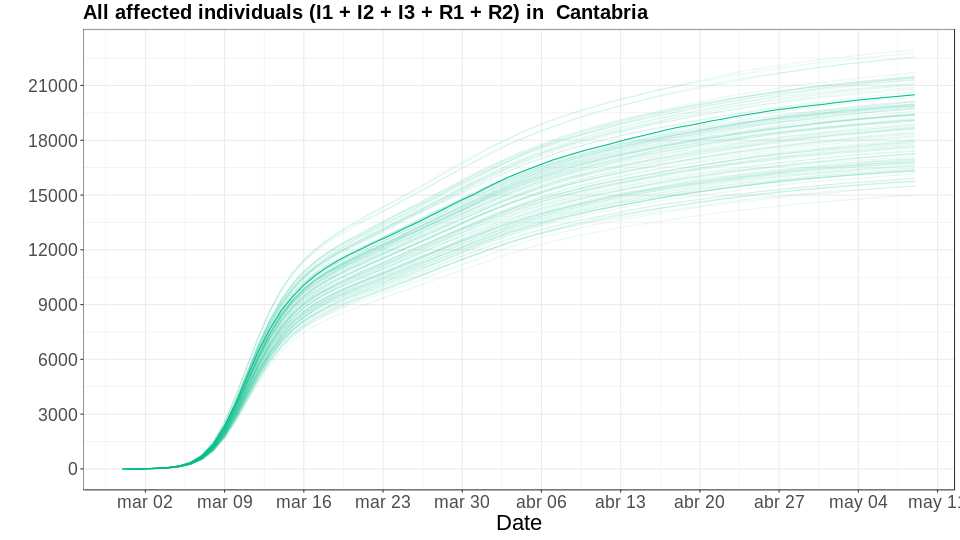 All affected individuals (I1 + I2 + I3 + R1 + R2) in  Cantabria
21000
18000
15000
12000
9000
6000
3000
0
mar 02 mar 09 mar 16 mar 23 mar 30 abr 06 abr 13 abr 20 abr 27 may 04 may 11
Date